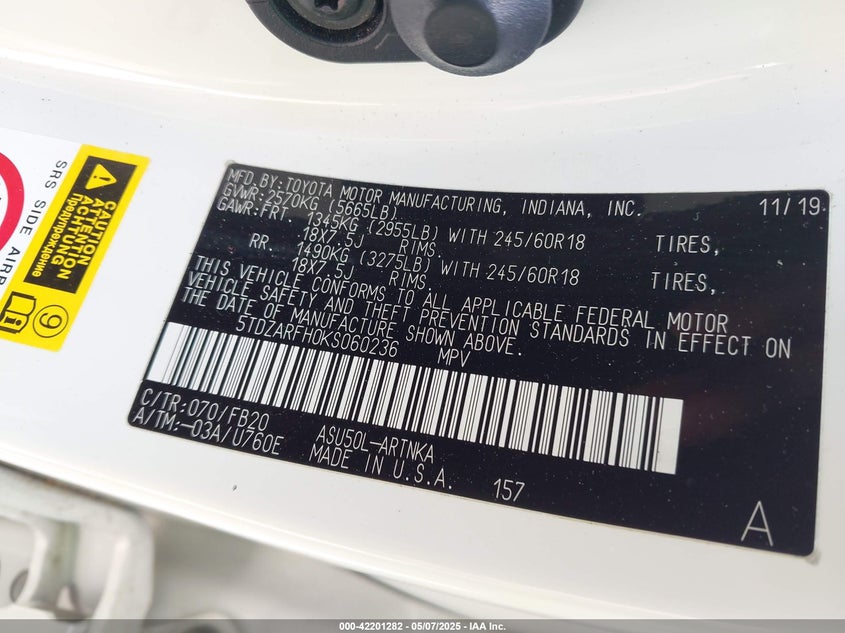 MFD.BY:TOYOTA MOTOR MANUFACTURING, INDIANA, INC. 11/19
GVWR:2570KG (5665LB)
GAWR:FRT 1345KG (2955LB) WITH 245/60R18 TIRES,
18X7.5J RIMS
RR. 1490KG (3275LB) WITH 245/60R18 TIRES,
18X7.5J RIMS.
THIS VEHICLE CONFORMS TO ALL APPLICABLE FEDERAL MOTOR
VEHICLE SAFETY AND THEFT PREVENTION STANDARDS IN EFFECT ON
THE DATE OF MANUFACTURE SHOWN ABOVE.
5TDZARFH0KS060236 MPV
C/TR:070/FB20 ASU50L-ARTNKA
A/TM:-03A/U760E MADE IN U.S.A. 157
A
SRS SIDE AIRB
CAUTION
ATTENTION
ACHTUNG
Предупреждение
9
000-42201282 — 05/07/2025 — IAA Inc.